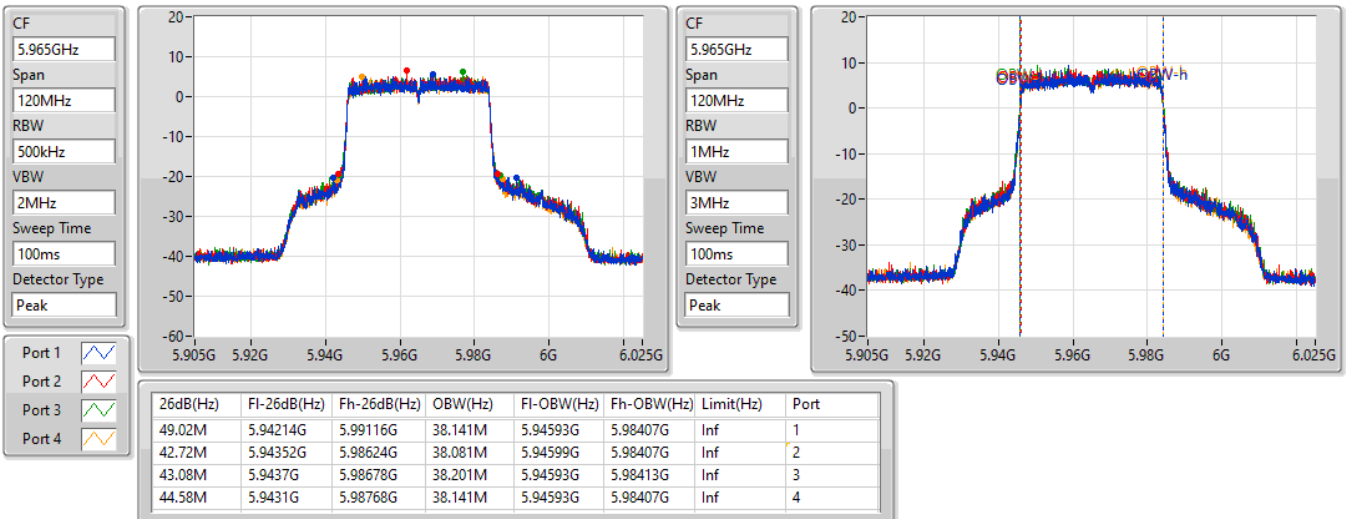 CF
5.965GHz
Span
120MHz
RBW
500kHz
VBW
2MHz
Sweep Time
100ms
Detector Type
Peak
20
10
0
-10
-20
-30
-40
-50
-60
5.905G 5.92G 5.94G 5.96G 5.98G 6G 6.025G
CF
5.965GHz
Span
120MHz
RBW
1MHz
VBW
3MHz
Sweep Time
100ms
Detector Type
Peak
20
10
0
-10
-20
-30
-40
-50
OBW-h
5.905G 5.92G 5.94G 5.96G 5.98G 6G 6.025G
Port 1
Port 2
Port 3
Port 4
26dB(Hz) Fl-26dB(Hz) Fh-26dB(Hz) OBW(Hz) Fl-OBW(Hz) Fh-OBW(Hz) Limit(Hz) Port
49.02M 5.94214G 5.99116G 38.141M 5.94593G 5.98407G Inf 1
42.72M 5.94352G 5.98624G 38.081M 5.94599G 5.98407G Inf 2
43.08M 5.9437G 5.98678G 38.201M 5.94593G 5.98413G Inf 3
44.58M 5.9431G 5.98768G 38.141M 5.94593G 5.98407G Inf 4